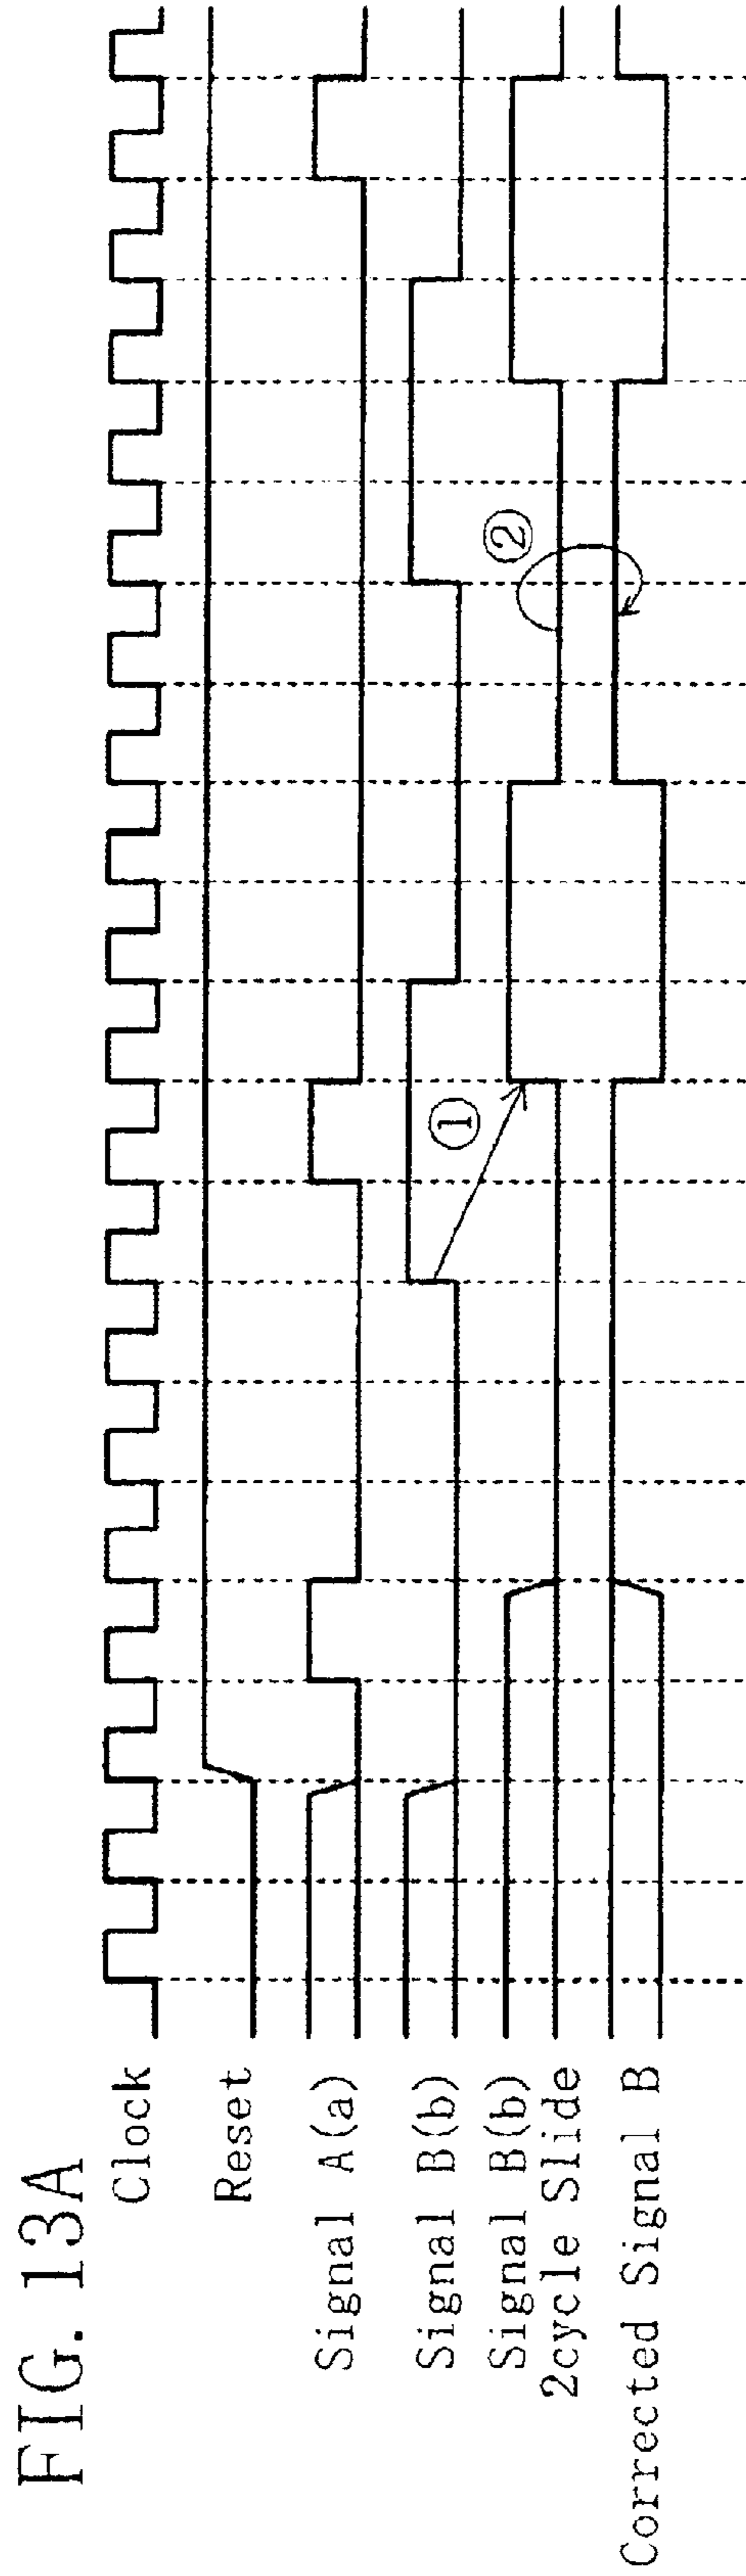 FIG. 13A
Clock
Reset
Signal A(a)
Signal B(b)
①
Signal B(b)
2cycle Slide
②
Corrected Signal B